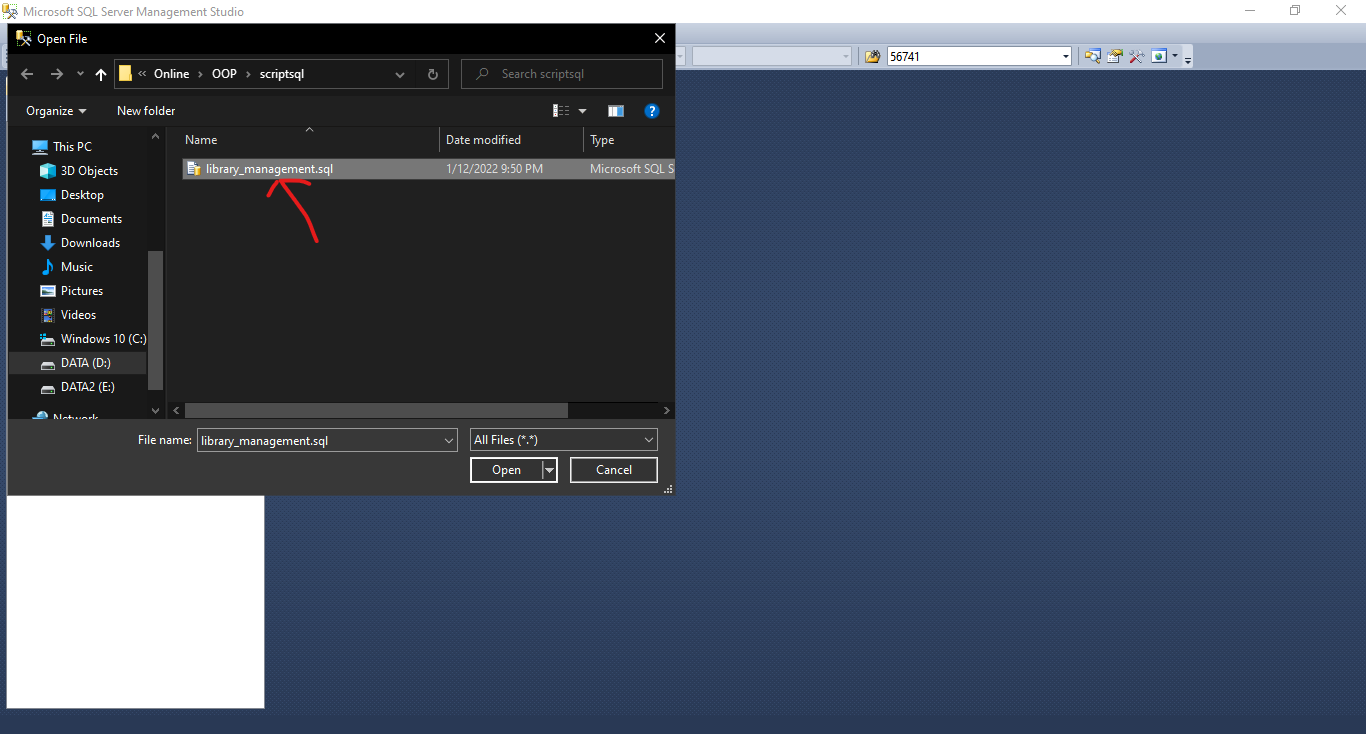 Microsoft SQL Server Management Studio
Open File
56741
« Online › OOP › scriptsql
Search scriptsql
Organize
New folder
Name
Date modified
Type
This PC
3D Objects
Desktop
Documents
Downloads
Music
Pictures
Videos
Windows 10 (C:)
DATA (D:)
DATA2 (E:)
Network
library_management.sql
1/12/2022 9:50 PM
Microsoft SQL S
File name:
library_management.sql
All Files (*.*)
Open
Cancel